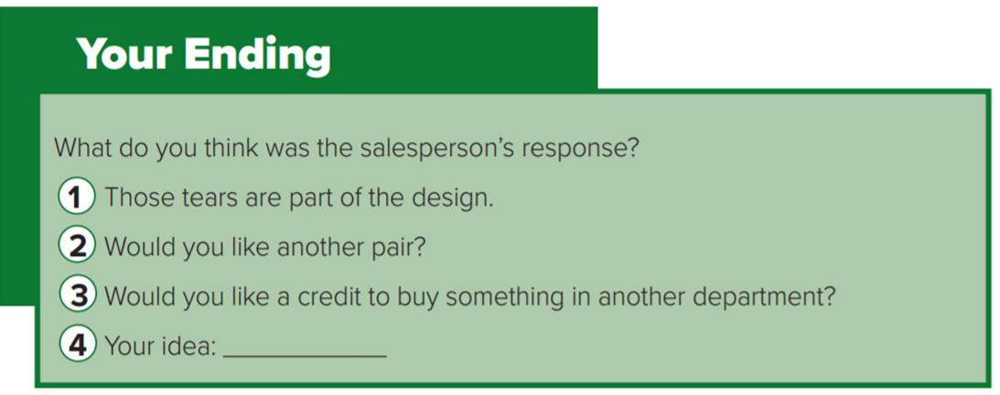 Your Ending
What do you think was the salesperson’s response?
1 Those tears are part of the design.
2 Would you like another pair?
3 Would you like a credit to buy something in another department?
4 Your idea: ____________